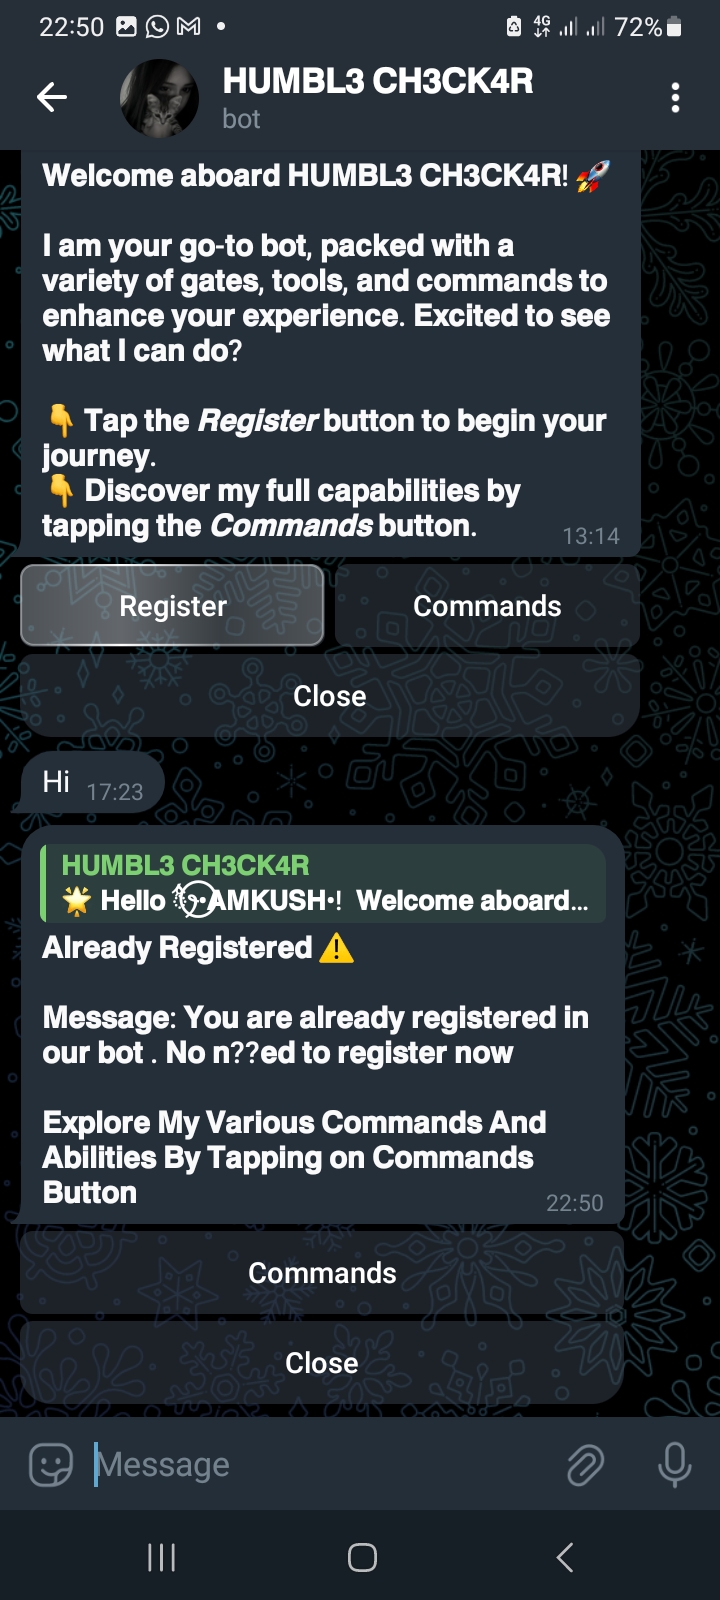 22:50
4G
72%
HUMBL3 CH3CK4R
bot
Welcome aboard HUMBL3 CH3CK4R! 🚀
I am your go-to bot, packed with a
variety of gates, tools, and commands to
enhance your experience. Excited to see
what I can do?
👇 Tap the Register button to begin your
journey.
👇 Discover my full capabilities by
tapping the Commands button.
13:14
Register
Commands
Close
Hi
17:23
HUMBL3 CH3CK4R
🌟 Hello AMKUSH•! Welcome aboard...
Already Registered ⚠️
Message: You are already registered in
our bot . No n??ed to register now
Explore My Various Commands And
Abilities By Tapping on Commands
Button
22:50
Commands
Close
Message